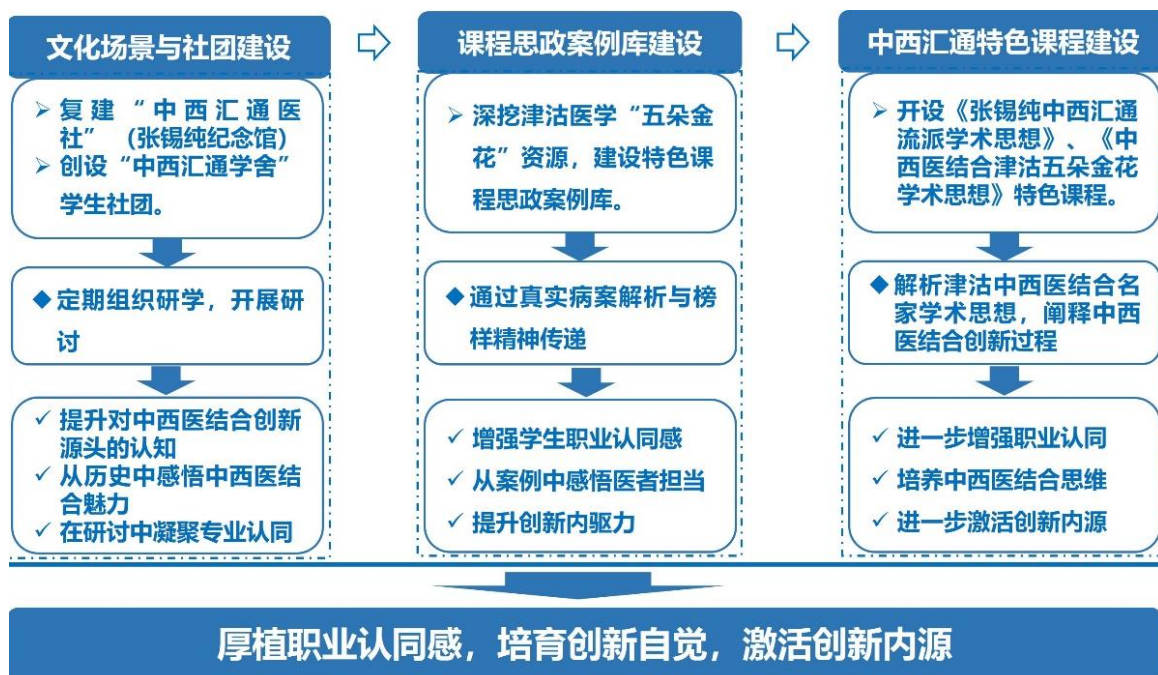 文化场景与社团建设
➢ 复建“中西汇通医
社”（张锡纯纪念馆）
➢ 创设“中西汇通学舍”
学生社团。
◆ 定期组织研学，开展研
讨
✓ 提升对中西医结合创新
源头的认知
✓ 从历史中感悟中西医结
合魅力
✓ 在研讨中凝聚专业认同
课程思政案例库建设
➢ 深挖津沽医学“五朵金
花”资源，建设特色课
程思政案例库。
◆ 通过真实病案解析与榜
样精神传递
✓ 增强学生职业认同感
✓ 从案例中感悟医者担当
✓ 提升创新内驱力
中西汇通特色课程建设
➢ 开设《张锡纯中西汇通
流派学术思想》、《中
西医结合津沽五朵金花
学术思想》特色课程。
◆ 解析津沽中西医结合名
家学术思想，阐释中西
医结合创新过程
✓ 进一步增强职业认同
✓ 培养中西医结合思维
✓ 进一步激活创新内源
厚植职业认同感，培育创新自觉，激活创新内源